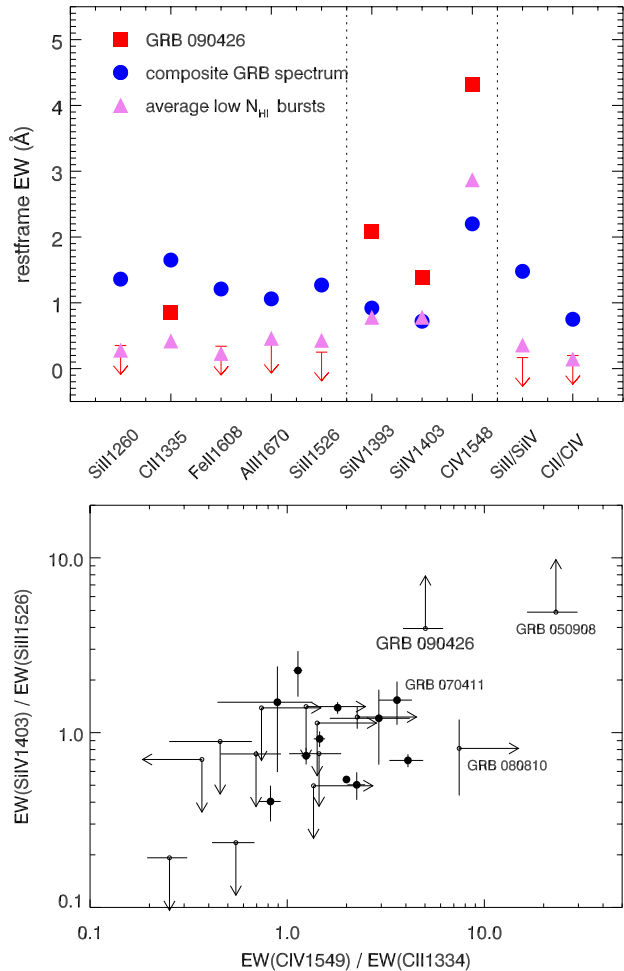 5
4
3
2
1
0
restframe EW (Å)
GRB 090426
composite GRB spectrum
average low N_HI bursts
SiII1260
CII1335
FeII1608
AlII1670
SiII1526
SiIV1393
SiIV1403
CIV1548
SiII/SiIV
CII/CIV
10.0
1.0
0.1
EW(SiIV1403) / EW(SiII1526)
GRB 090426
GRB 050908
GRB 070411
GRB 080810
0.1
1.0
10.0
EW(CIV1549) / EW(CII1334)